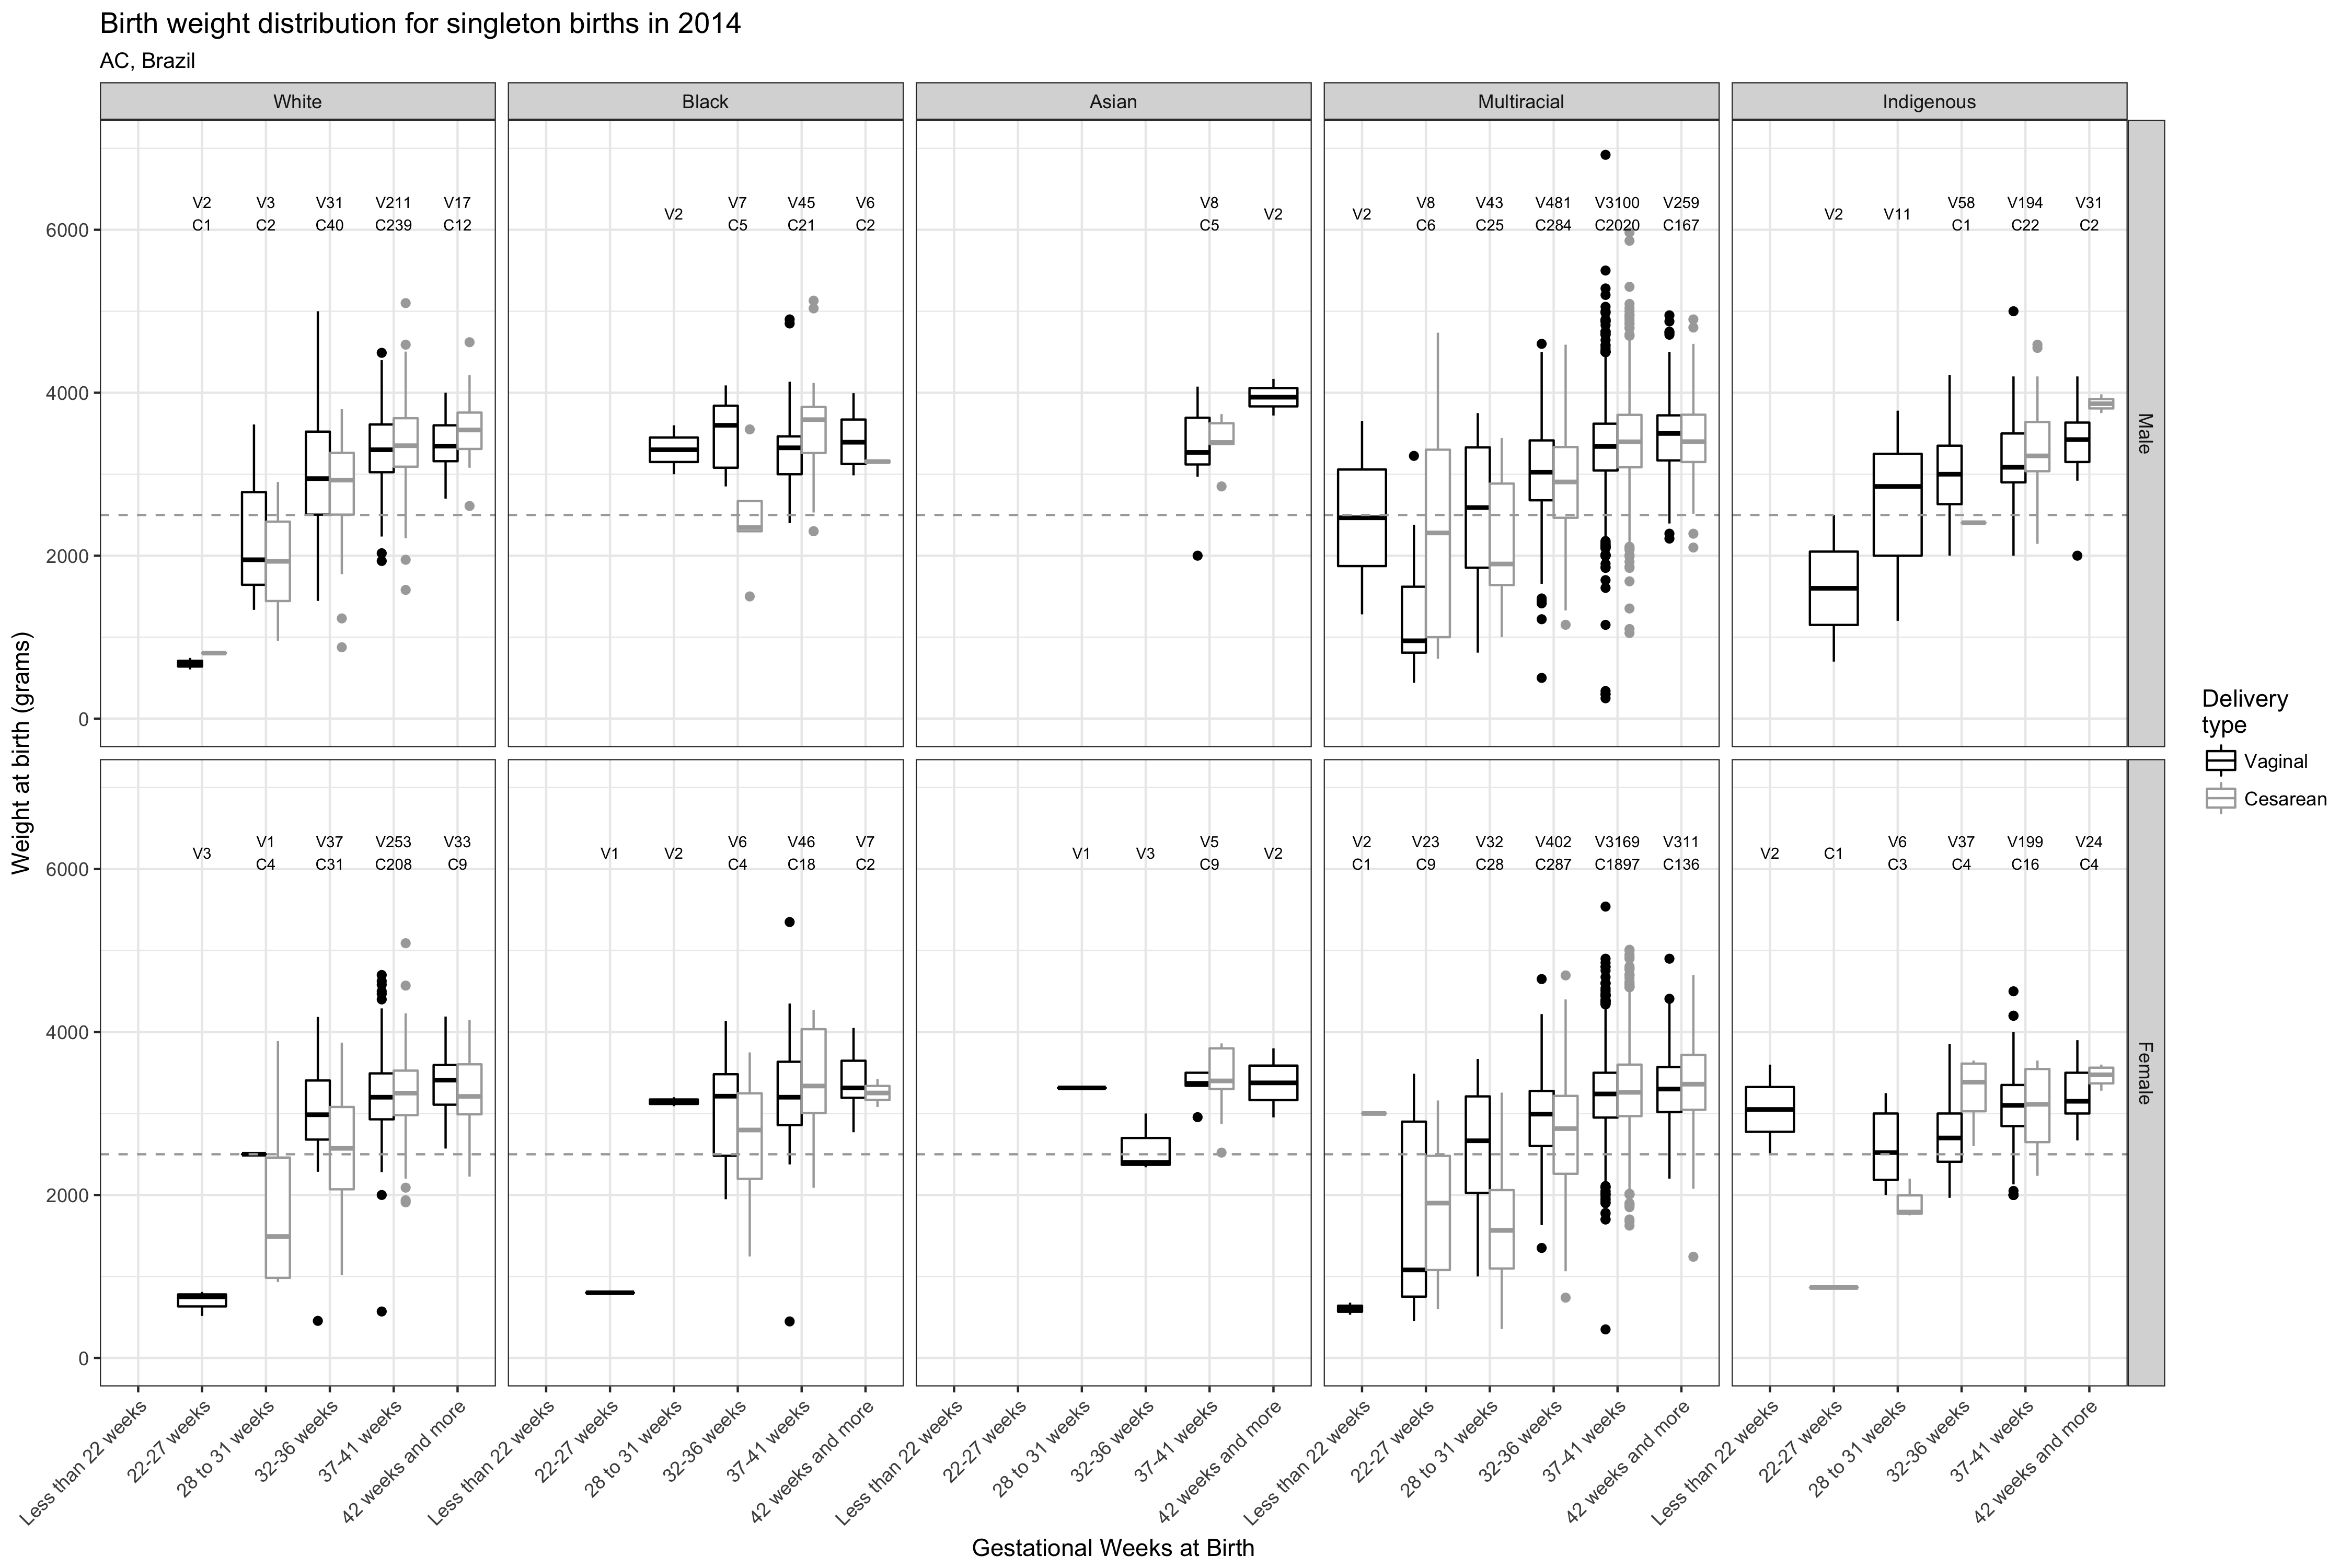 Birth weight distribution for singleton births in 2014
AC, Brazil
White Black Asian Multiracial Indigenous
Weight at birth (grams)
6000
4000
2000
0
V2 V3 V31 V211 V17
C1 C2 C40 C239 C12
V2 V7 V45 V6
C5 C21 C2
V8 V2
C5
V2 V8 V43 V481 V3100 V259
C6 C25 C284 C2020 C167
V2 V11 V58 V194 V31
C1 C22 C2
Male
6000
4000
2000
0
V3 V1 V37 V253 V33
C4 C31 C208 C9
V1 V2 V6 V46 V7
C4 C18 C2
V1 V3 V5 V2
C9
V2 V23 V32 V402 V3169 V311
C1 C9 C28 C287 C1897 C136
V2 C1 V6 V37 V199 V24
C3 C4 C16 C4
Female
Less than 22 weeks
22-27 weeks
28 to 31 weeks
32-36 weeks
37-41 weeks
42 weeks and more
Less than 22 weeks
22-27 weeks
28 to 31 weeks
32-36 weeks
37-41 weeks
42 weeks and more
Less than 22 weeks
22-27 weeks
28 to 31 weeks
32-36 weeks
37-41 weeks
42 weeks and more
Less than 22 weeks
22-27 weeks
28 to 31 weeks
32-36 weeks
37-41 weeks
42 weeks and more
Less than 22 weeks
22-27 weeks
28 to 31 weeks
32-36 weeks
37-41 weeks
42 weeks and more
Gestational Weeks at Birth
Delivery
type
Vaginal
Cesarean